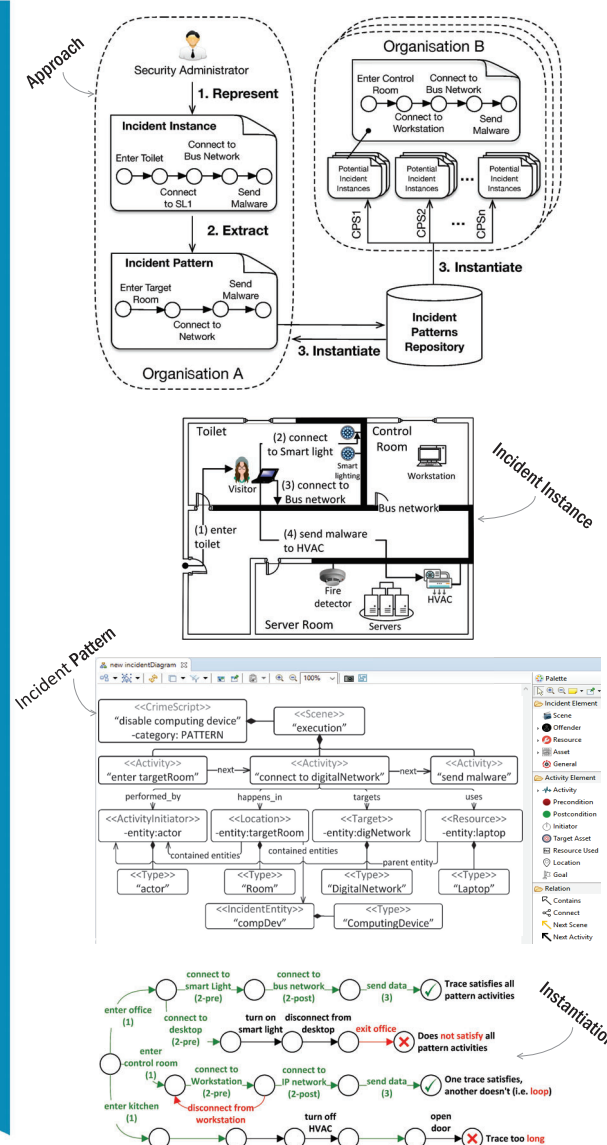 Approach
Security Administrator
1. Represent
Incident Instance
Connect to
Bus Network
Enter Toilet
Connect
to SL1
Send
Malware
2. Extract
Incident Pattern
Enter Target
Room
Send
Malware
Connect to
Network
Organisation A
Organisation B
Enter Control
Room
Connect to
Bus Network
Connect to
Workstation
Send
Malware
Potential
Incident
Instances
Potential
Incident
Instances
...
Potential
Incident
Instances
CPS1
CPS2
...
CPSn
3. Instantiate
3. Instantiate
Incident
Patterns
Repository
Incident Instance
Toilet
Control
Room
(2) connect
to Smart light
Smart
lighting
Workstation
Visitor
(3) connect to
Bus network
Bus network
(1) enter
toilet
(4) send malware
to HVAC
Fire
detector
HVAC
Server Room
Servers
Incident Pattern
new incidentDiagram
100%
<<CrimeScript>>
"disable computing device"
-category: PATTERN
<<Scene>>
"execution"
<<Activity>>
"enter targetRoom"
next
<<Activity>>
"connect to digitalNetwork"
next
<<Activity>>
"send malware"
performed_by
happens_in
targets
uses
<<ActivityInitiator>>
-entity:actor
<<Location>>
-entity:targetRoom
<<Target>>
-entity:digNetwork
<<Resource>>
-entity:laptop
contained entities
contained entities
parent entity
<<Type>>
"actor"
<<Type>>
"Room"
<<Type>>
"DigitalNetwork"
<<Type>>
"Laptop"
<<IncidentEntity>>
"compDev"
<<Type>>
"ComputingDevice"
Palette
Incident Element
Scene
Offender
Resource
Asset
General
Activity Element
Activity
Precondition
Postcondition
Initiator
Target Asset
Resource Used
Location
Goal
Relation
Contains
Connect
Next Scene
Next Activity
Instantiation
connect to
smart Light
(2-pre)
connect to
bus network
(2-post)
send data
(3)
Trace satisfies all
pattern activities
enter office
(1)
connect to
desktop
(2-pre)
turn on
smart light
disconnect from
desktop
exit office
Does not satisfy all
pattern activities
enter
control room
(1)
connect to
Workstation
(2-pre)
connect to
IP network
(2-post)
send data
(3)
One trace satisfies,
another doesn't (i.e. loop)
disconnect from
workstation
enter kitchen
(1)
turn off
HVAC
open
door
Trace too long